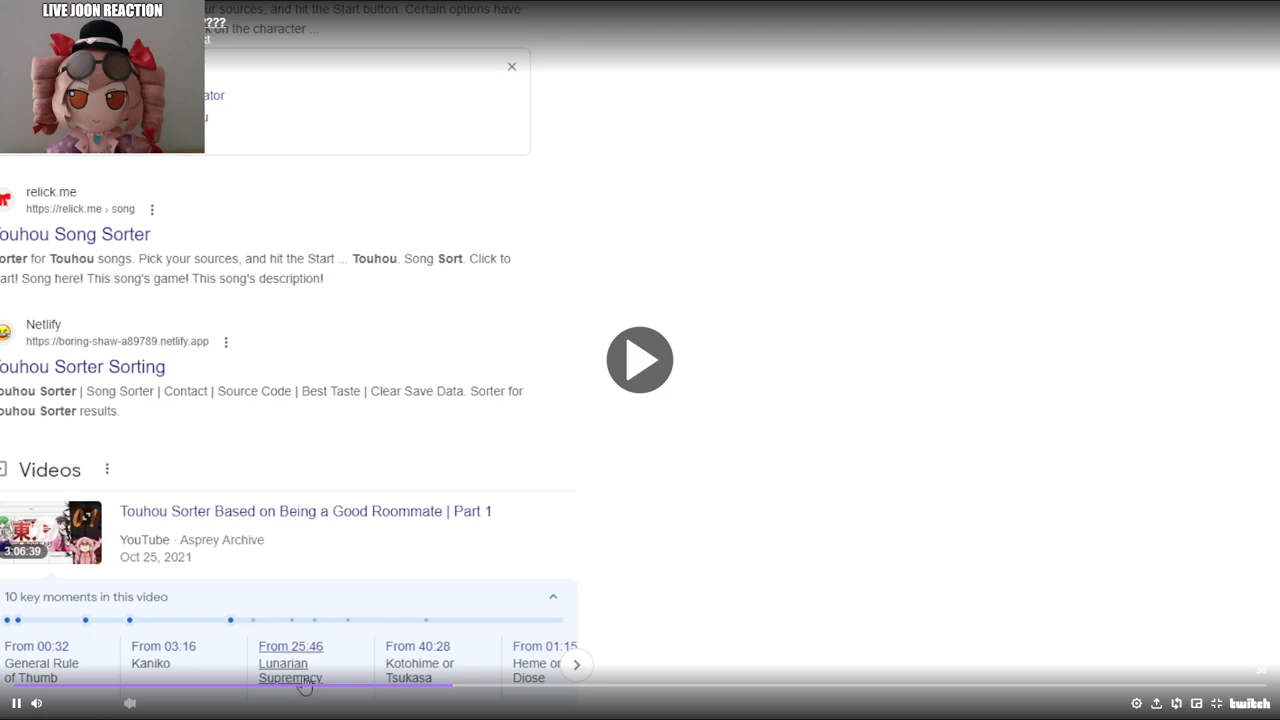 LIVE JOON REACTION
ur sources, and hit the Start button. Certain options have
????
k on the character ...
ator
relick.me
https://relick.me › song
ouhou Song Sorter
orter for Touhou songs. Pick your sources, and hit the Start ... Touhou. Song Sort. Click to
art! Song here! This song's game! This song's description!
Netlify
https://boring-shaw-a89789.netlify.app
ouhou Sorter Sorting
ouhou Sorter | Song Sorter | Contact | Source Code | Best Taste | Clear Save Data. Sorter for
ouhou Sorter results.
Videos
Touhou Sorter Based on Being a Good Roommate | Part 1
3:06:39
YouTube · Asprey Archive
Oct 25, 2021
10 key moments in this video
From 00:32
General Rule
of Thumb
From 03:16
Kaniko
From 25:46
Lunarian
Supremacy
From 40:28
Kotohime or
Tsukasa
From 01:15
Heme or
Diose
twitch